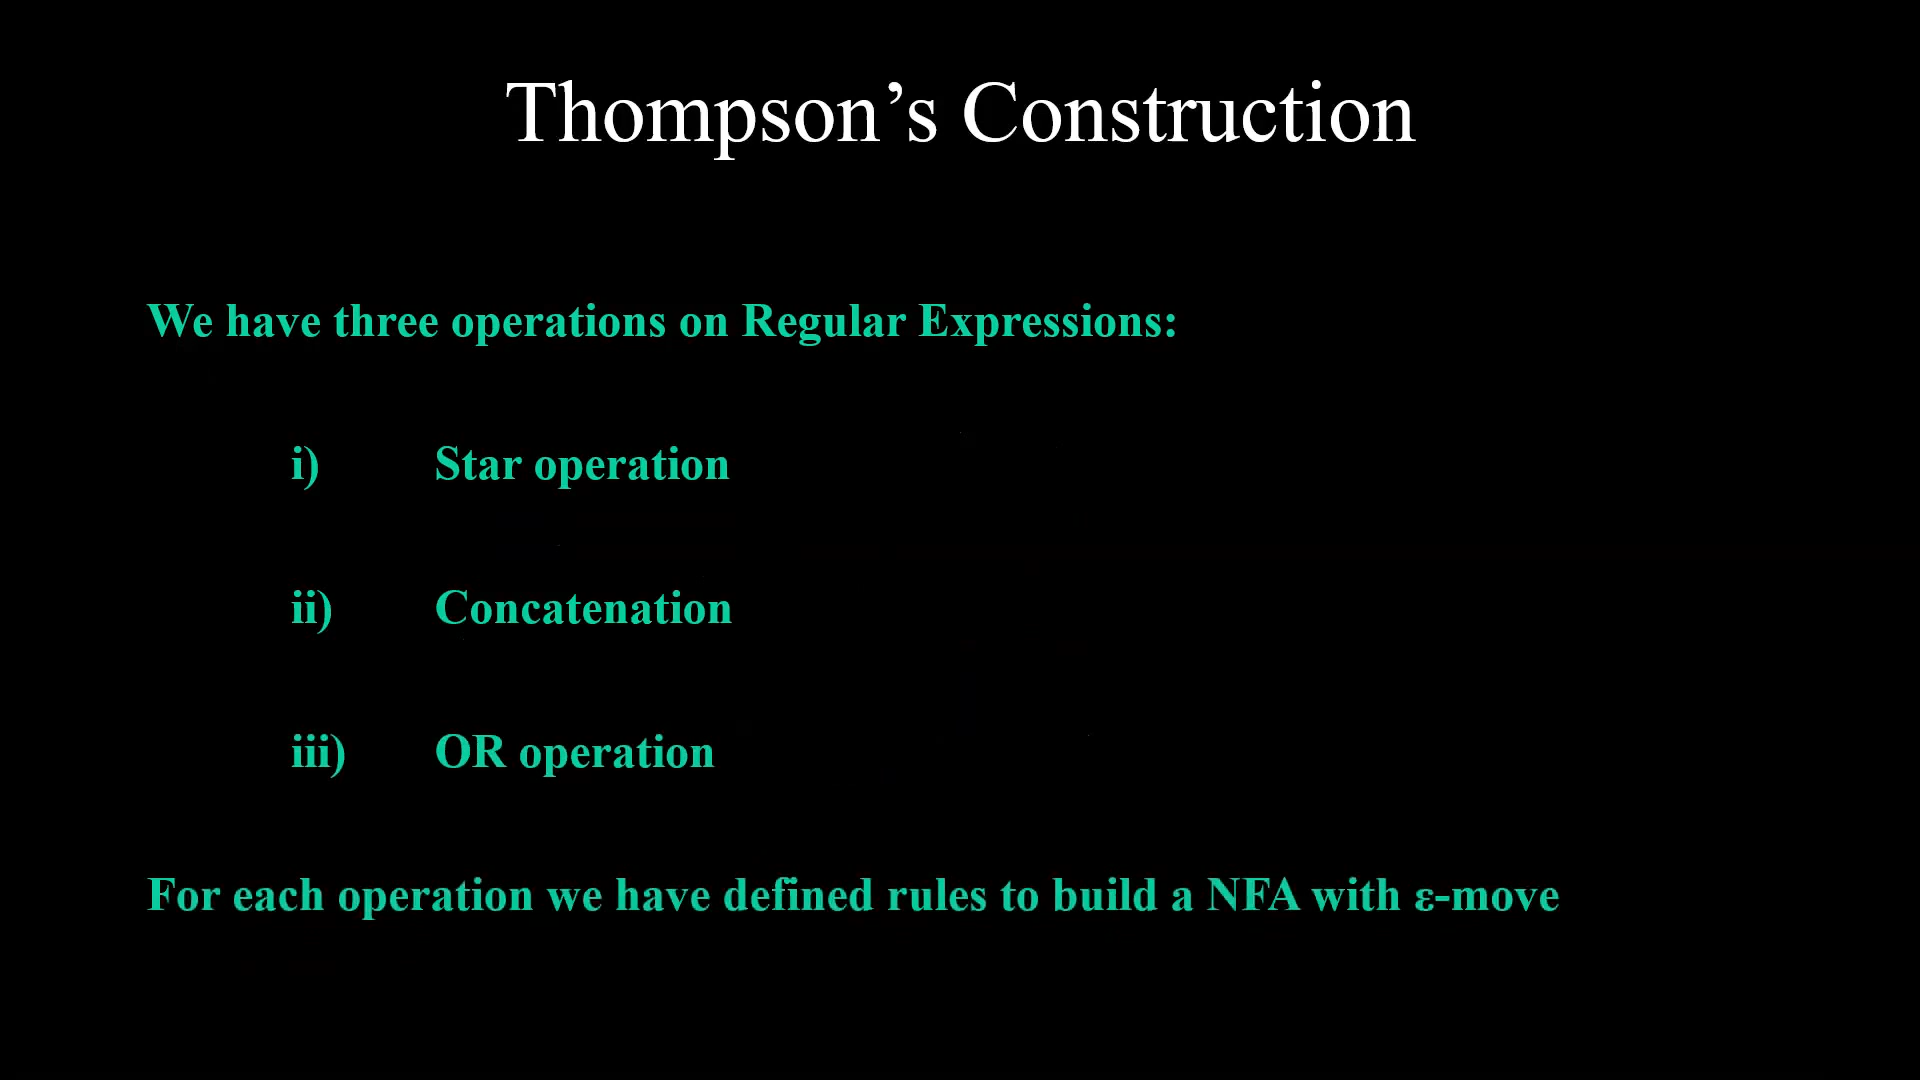 Thompson’s Construction
We have three operations on Regular Expressions:
i) Star operation
ii) Concatenation
iii) OR operation
For each operation we have defined rules to build a NFA with ε-move